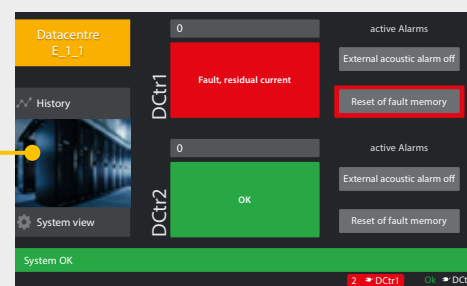 Datacentre
E_1_1
History
System view
DCtr1
0
Fault, residual current
active Alarms
External acoustic alarm off
Reset of fault memory
DCtr2
0
OK
active Alarms
External acoustic alarm off
Reset of fault memory
System OK
2 DCtr1
Ok DCt